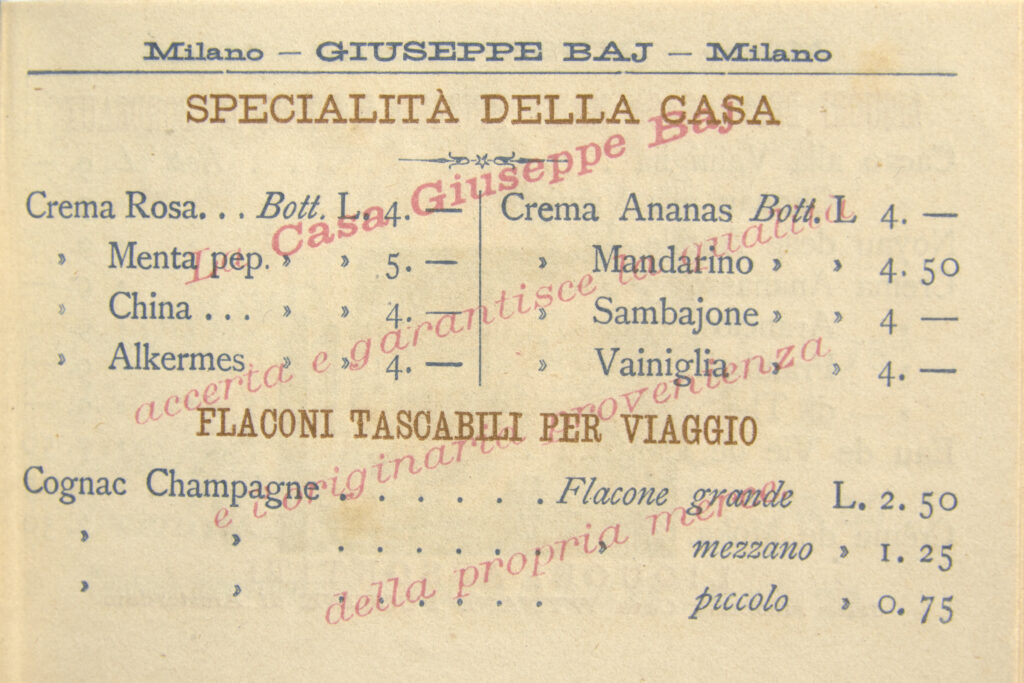 Milano — GIUSEPPE BAJ — Milano
SPECIALITÀ DELLA CASA
Crema Rosa. . . Bott. L. 4. —
» Menta pep. » » 5. —
» China . . . » » 4. —
» Alkermes » » 4. —
Crema Ananas Bott. L 4. —
» Mandarino » » 4. 50
» Sambajone » » 4 —
» Vainiglia » » 4. —
FLACONI TASCABILI PER VIAGGIO
Cognac Champagne . . . . . . Flacone grande L. 2. 50
» » . . . . . . » mezzano » 1. 25
» » . . . . . . piccolo » 0. 75
La Casa Giuseppe Baj
accerta e garantisce la qualità
e l'originaria provenienza
della propria merce.